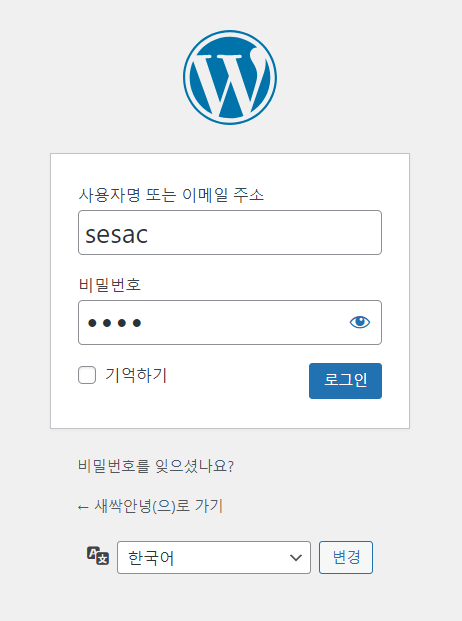 사용자명 또는 이메일 주소
sesac
비밀번호
••••
기억하기
로그인
비밀번호를 잊으셨나요?
← 새싹안녕(으)로 가기
한국어
변경